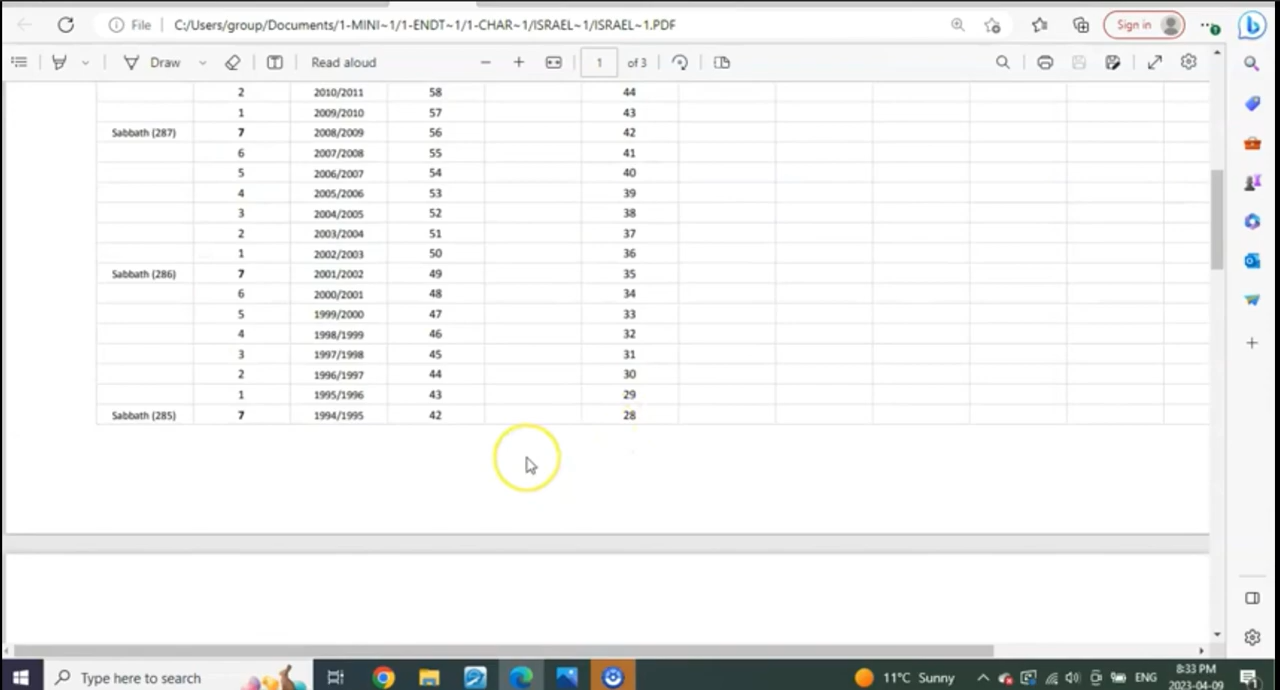 File C:/Users/group/Documents/1-MINI~1/1-ENDT~1/1-CHAR~1/ISRAEL~1/ISRAEL~1.PDF Sign in
Draw Read aloud 1 of 3
2 2010/2011 58 44
1 2009/2010 57 43
Sabbath (287) 7 2008/2009 56 42
6 2007/2008 55 41
5 2006/2007 54 40
4 2005/2006 53 39
3 2004/2005 52 38
2 2003/2004 51 37
1 2002/2003 50 36
Sabbath (286) 7 2001/2002 49 35
6 2000/2001 48 34
5 1999/2000 47 33
4 1998/1999 46 32
3 1997/1998 45 31
2 1996/1997 44 30
1 1995/1996 43 29
Sabbath (285) 7 1994/1995 42 28
Type here to search 11°C Sunny ENG 8:33 PM
2023-04-09